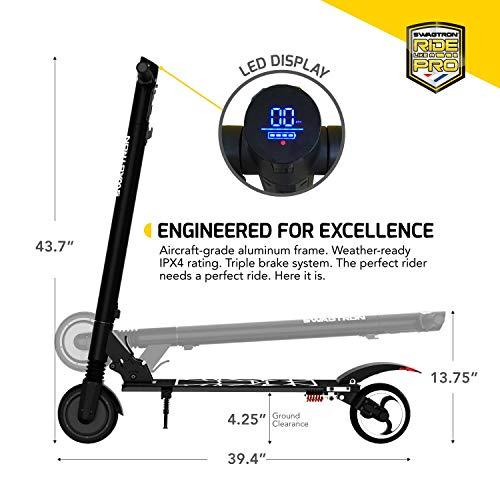 SWAGTRON
RIDE
LIKE A
PRO
LED DISPLAY
00
SWAGTRON
43.7”
ENGINEERED FOR EXCELLENCE
Aircraft-grade aluminum frame. Weather-ready
IPX4 rating. Triple brake system. The perfect rider
needs a perfect ride. Here it is.
SWAGTRON
13.75”
4.25”
Ground
Clearance
39.4”